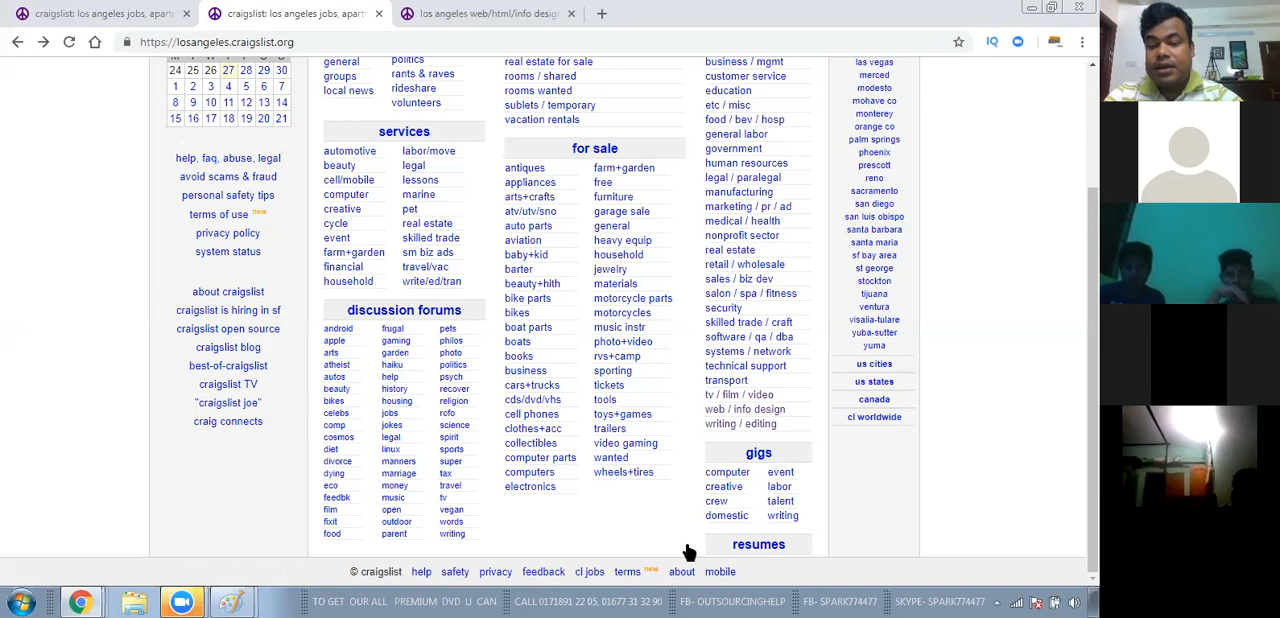 craigslist: los angeles jobs, apart
craigslist: los angeles jobs, apart
los angeles web/html/info desig
https://losangeles.craigslist.org
24 25 26 27 28 29 30
1 2 3 4 5 6 7
8 9 10 11 12 13 14
15 16 17 18 19 20 21
help, faq, abuse, legal
avoid scams & fraud
personal safety tips
terms of use new
privacy policy
system status
about craigslist
craigslist is hiring in sf
craigslist open source
craigslist blog
best-of-craigslist
craigslist TV
"craigslist joe"
craig connects
general
groups
local news
politics
rants & raves
rideshare
volunteers
services
automotive
beauty
cell/mobile
computer
creative
cycle
event
farm+garden
financial
household
labor/move
legal
lessons
marine
pet
real estate
skilled trade
sm biz ads
travel/vac
write/ed/tran
discussion forums
android
apple
arts
atheist
autos
beauty
bikes
celebs
comp
cosmos
diet
divorce
dying
eco
feedbk
film
fixit
food
frugal
gaming
garden
haiku
help
history
housing
jobs
jokes
legal
linux
manners
marriage
money
music
open
outdoor
parent
pets
philos
photo
politics
psych
recover
religion
rofo
science
spirit
sports
super
tax
travel
tv
vegan
words
writing
real estate for sale
rooms / shared
rooms wanted
sublets / temporary
vacation rentals
for sale
antiques
appliances
arts+crafts
atv/utv/sno
auto parts
aviation
baby+kid
barter
beauty+hlth
bike parts
bikes
boat parts
boats
books
business
cars+trucks
cds/dvd/vhs
cell phones
clothes+acc
collectibles
computer parts
computers
electronics
farm+garden
free
furniture
garage sale
general
heavy equip
household
jewelry
materials
motorcycle parts
motorcycles
music instr
photo+video
rvs+camp
sporting
tickets
tools
toys+games
trailers
video gaming
wanted
wheels+tires
business / mgmt
customer service
education
etc / misc
food / bev / hosp
general labor
government
human resources
legal / paralegal
manufacturing
marketing / pr / ad
medical / health
nonprofit sector
real estate
retail / wholesale
sales / biz dev
salon / spa / fitness
security
skilled trade / craft
software / qa / dba
systems / network
technical support
transport
tv / film / video
web / info design
writing / editing
gigs
computer
creative
crew
domestic
event
labor
talent
writing
resumes
las vegas
merced
modesto
mohave co
monterey
orange co
palm springs
phoenix
prescott
reno
sacramento
san diego
san luis obispo
santa barbara
santa maria
sf bay area
st george
stockton
tijuana
ventura
visalia-tulare
yuba-sutter
yuma
us cities
us states
canada
cl worldwide
© craigslist help safety privacy feedback cl jobs terms new about mobile
TO GET OUR ALL PREMIUM DVD U CAN CALL 0171891 22 05, 01677 31 32 90 FB- OUTSOURCINGHELP FB- SPARK774477 SKYPE- SPARK774477